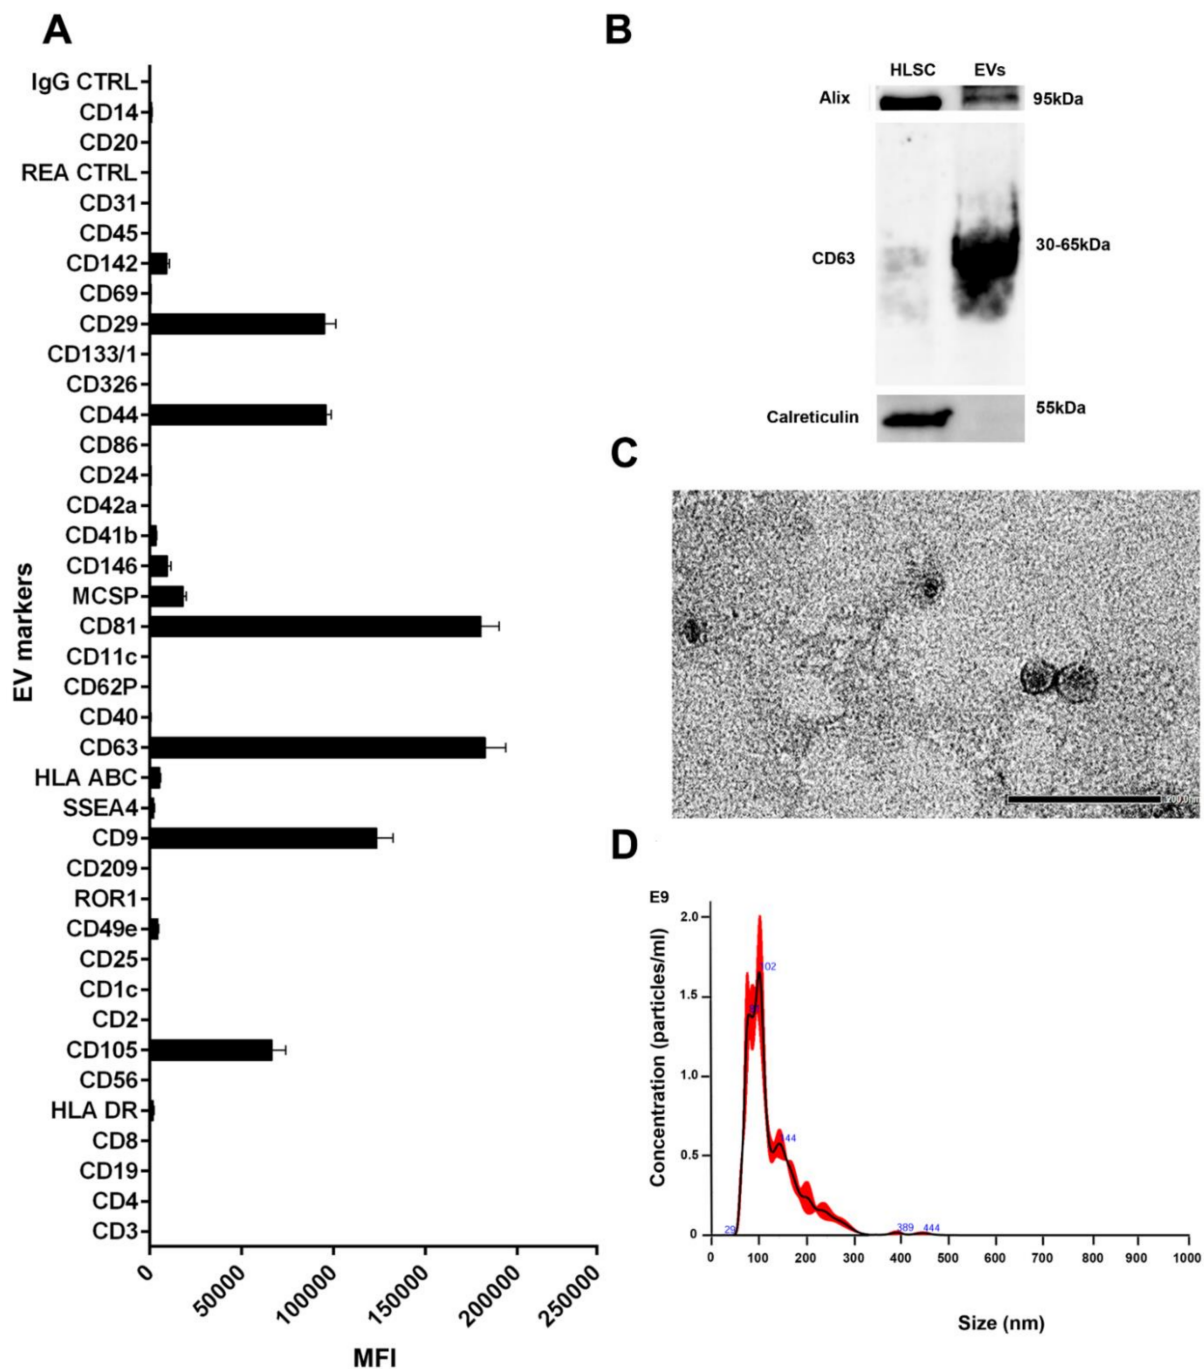 A
IgG CTRL
CD14
CD20
REA CTRL
CD31
CD45
CD142
CD69
CD29
CD133/1
CD326
CD44
CD86
CD24
CD42a
CD41b
CD146
MCSP
CD81
CD11c
CD62P
CD40
CD63
HLA ABC
SSEA4
CD9
CD209
ROR1
CD49e
CD25
CD1c
CD2
CD105
CD56
HLA DR
CD8
CD19
CD4
CD3
EV markers
0 50000 100000 150000 200000 250000
MFI
B
HLSC EVs
Alix 95kDa
CD63 30-65kDa
Calreticulin 55kDa
C
D
E9
Concentration (particles/ml)
2.0
102
1.5
1.0
0.5
144
0
29 389 444
0 100 200 300 400 500 600 700 800 900 1000
Size (nm)